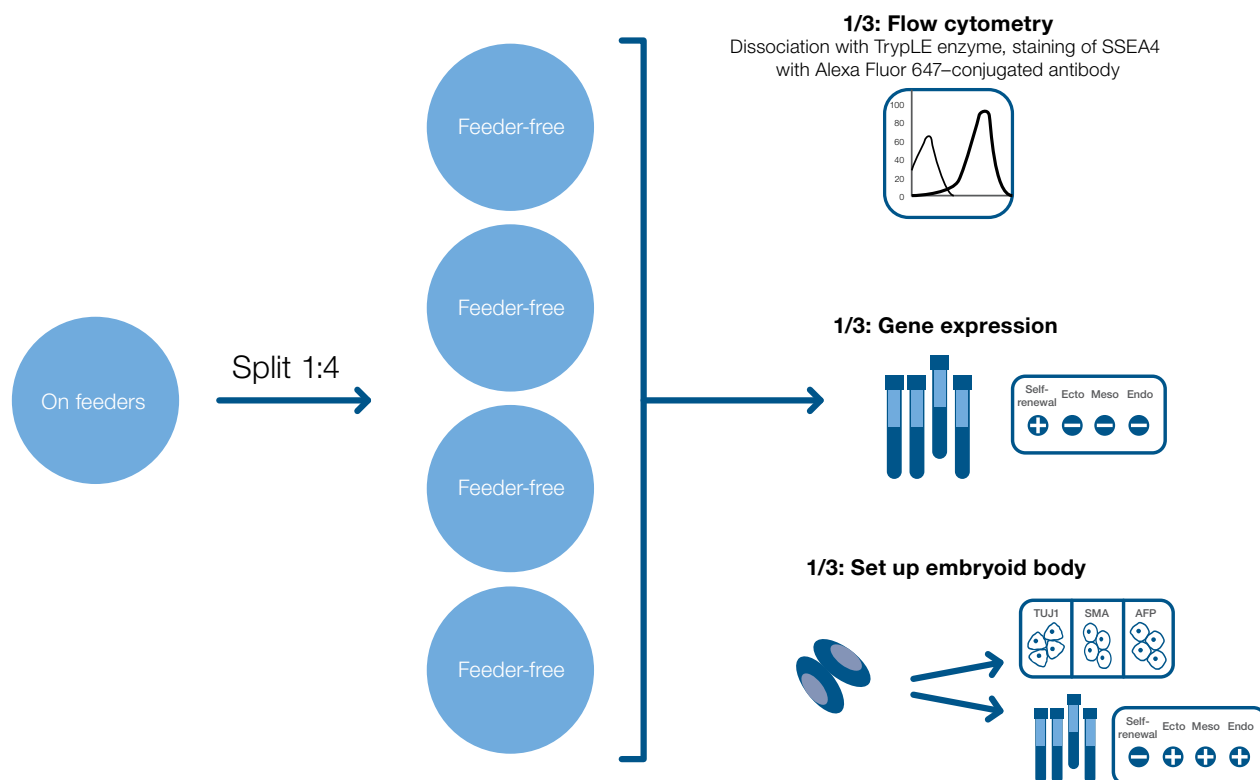 On feeders
Split 1:4
Feeder-free
Feeder-free
Feeder-free
Feeder-free
1/3: Flow cytometry
Dissociation with TrypLE enzyme, staining of SSEA4
with Alexa Fluor 647–conjugated antibody
100
80
60
40
20
0
1/3: Gene expression
Self-
renewal Ecto Meso Endo
1/3: Set up embryoid body
TUJ1 SMA AFP
Self-
renewal Ecto Meso Endo